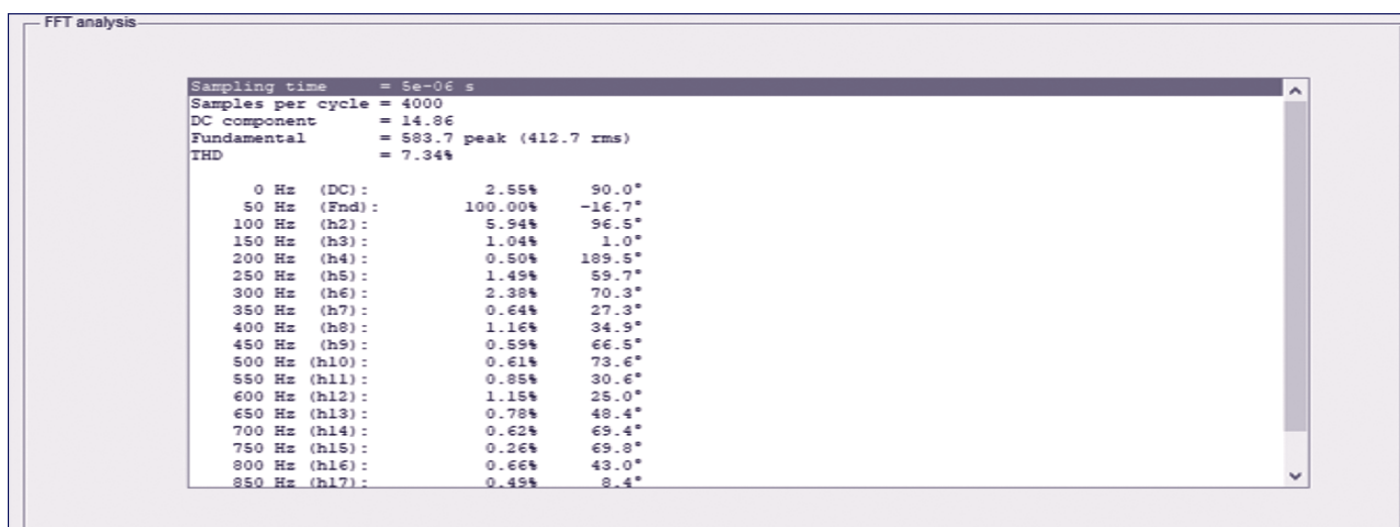 FFT analysis
Sampling time = 5e-06 s
Samples per cycle = 4000
DC component = 14.86
Fundamental = 583.7 peak (412.7 rms)
THD = 7.34%
0 Hz (DC): 2.55% 90.0°
50 Hz (Fnd): 100.00% -16.7°
100 Hz (h2): 5.94% 96.5°
150 Hz (h3): 1.04% 1.0°
200 Hz (h4): 0.50% 189.5°
250 Hz (h5): 1.49% 59.7°
300 Hz (h6): 2.38% 70.3°
350 Hz (h7): 0.64% 27.3°
400 Hz (h8): 1.16% 34.9°
450 Hz (h9): 0.59% 66.5°
500 Hz (h10): 0.61% 73.6°
550 Hz (h11): 0.85% 30.6°
600 Hz (h12): 1.15% 25.0°
650 Hz (h13): 0.78% 48.4°
700 Hz (h14): 0.62% 69.4°
750 Hz (h15): 0.26% 69.8°
800 Hz (h16): 0.66% 43.0°
850 Hz (h17): 0.49% 8.4°